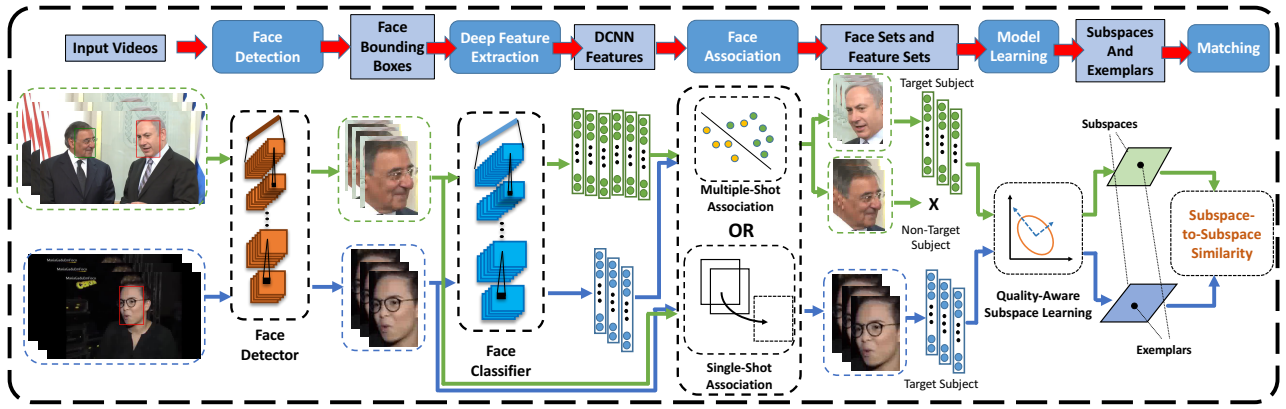 Input Videos
Face
Detection
Face
Bounding
Boxes
Deep Feature
Extraction
DCNN
Features
Face
Association
Face Sets and
Feature Sets
Model
Learning
Subspaces
And
Exemplars
Matching
Target Subject
Subspaces
Multiple-Shot
Association
X
Non-Target
Subject
OR
Subspace-
to-Subspace
Similarity
Quality-Aware
Subspace Learning
Face
Detector
Face
Classifier
Single-Shot
Association
Target Subject
Exemplars